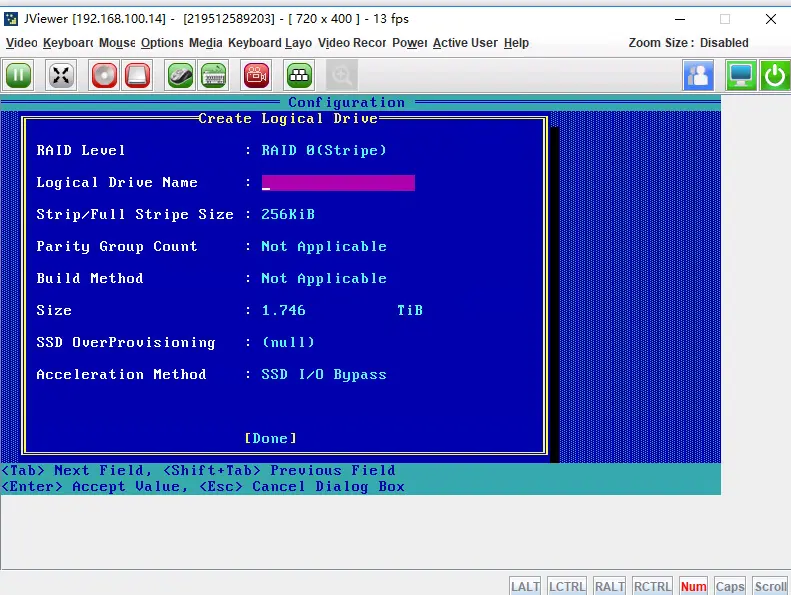 JViewer [192.168.100.14] - [219512589203] - [ 720 x 400 ] - 13 fps
Video Keyboard Mouse Options Media Keyboard Layo Video Recor Power Active User Help Zoom Size : Disabled
Configuration
Create Logical Drive
RAID Level : RAID 0(Stripe)
Logical Drive Name :
Strip/Full Stripe Size : 256KiB
Parity Group Count : Not Applicable
Build Method : Not Applicable
Size : 1.746 TiB
SSD OverProvisioning : (null)
Acceleration Method : SSD I/O Bypass
[Done]
<Tab> Next Field, <Shift+Tab> Previous Field
<Enter> Accept Value, <Esc> Cancel Dialog Box
LALT LCTRL RALT RCTRL Num Caps Scroll